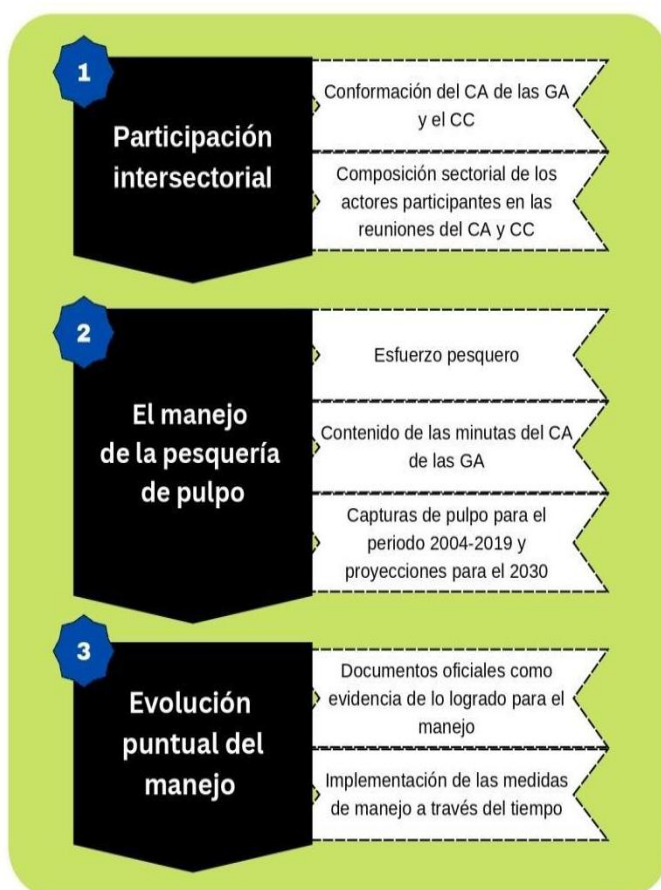 1
Participación
intersectorial
Conformación del CA de las GA
y el CC
Composición sectorial de los
actores participantes en las
reuniones del CA y CC
2
El manejo
de la pesquería
de pulpo
Esfuerzo pesquero
Contenido de las minutas del CA
de las GA
Capturas de pulpo para el
periodo 2004-2019 y
proyecciones para el 2030
3
Evolución
puntual del
manejo
Documentos oficiales como
evidencia de lo logrado para el
manejo
Implementación de las medidas
de manejo a través del tiempo